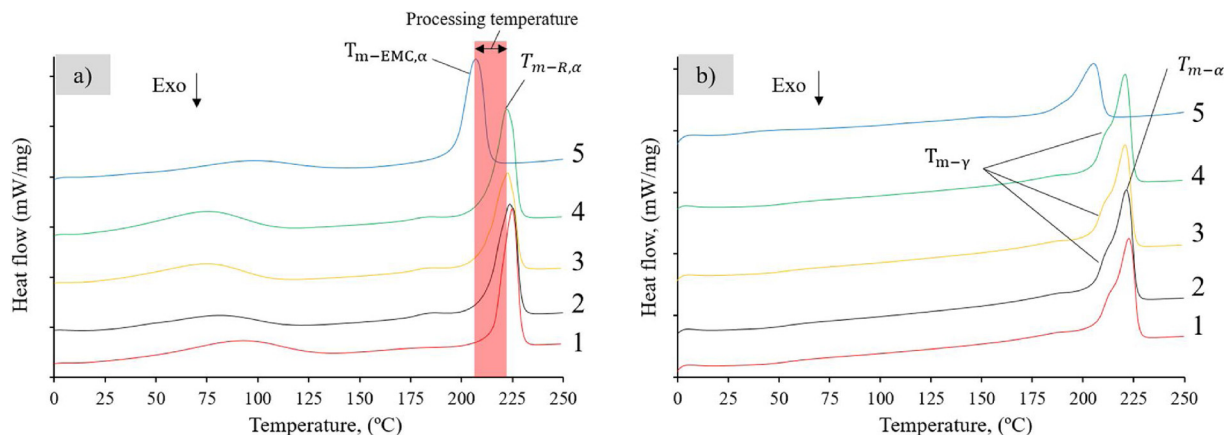 Processing temperature
a)
T_{m−EMC,α}
T_{m−R,α}
Exo
5
4
3
2
1
Heat flow (mW/mg)
0 25 50 75 100 125 150 175 200 225 250
Temperature, (ºC)
b)
T_{m−α}
Exo
T_{m−γ}
5
4
3
2
1
Heat flow, (mW/mg)
0 25 50 75 100 125 150 175 200 225 250
Temperature, (ºC)